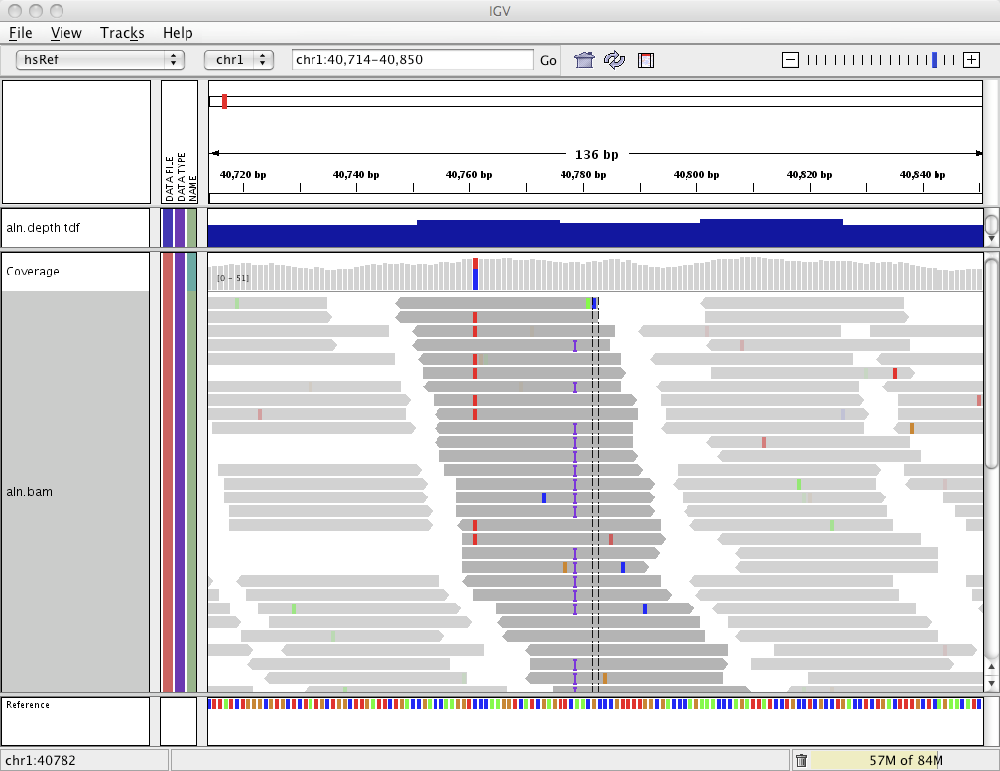 IGV
File View Tracks Help
hsRef chr1 chr1:40,714-40,850 Go
DATA FILE
DATA TYPE
NAME
136 bp
40,720 bp 40,740 bp 40,760 bp 40,780 bp 40,800 bp 40,820 bp 40,840 bp
aln.depth.tdf
Coverage
[0 - 51]
aln.bam
Reference
chr1:40782 57M of 84M